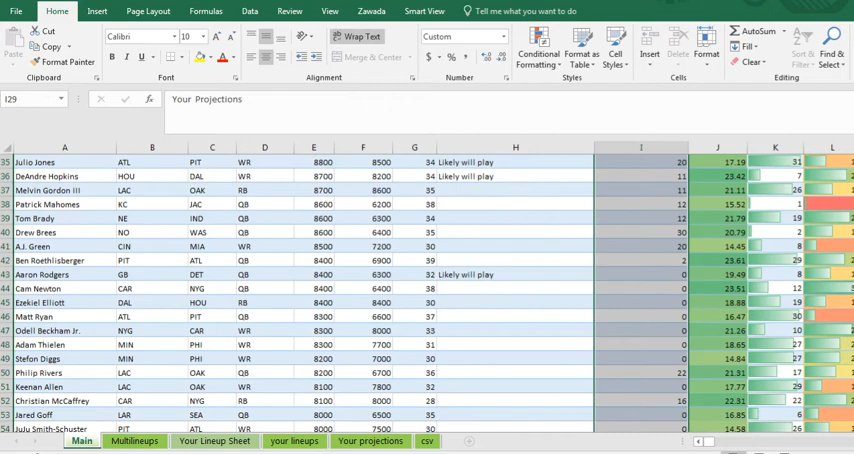 File Home Insert Page Layout Formulas Data Review View Zawada Smart View Tell me what you want to do
Cut Calibri 10 A A Wrap Text Custom AutoSum
Paste Copy Conditional Format as Cell Insert Delete Format Fill Sort & Find &
Format Painter B I U A Merge & Center $ % , Formatting Table Styles Clear Filter Select
Clipboard Font Alignment Number Styles Cells Editing
I29 fx Your Projections
A B C D E F G H I J K L
35 Julio Jones ATL PIT WR 8800 8500 34 Likely will play 20 17.19 31
36 DeAndre Hopkins HOU DAL WR 8700 8200 34 Likely will play 11 23.42 7
37 Melvin Gordon III LAC OAK RB 8700 8600 35 11 21.11 26
38 Patrick Mahomes KC JAC QB 8600 6600 34 12 15.52 1
39 Tom Brady NE IND QB 8600 6300 34 12 21.79 19
40 Drew Brees NO WAS QB 8600 6400 35 30 20.79 2
41 A.J. Green CIN MIA WR 8500 7200 30 20 14.45 8
42 Ben Roethlisberger PIT ATL QB 8400 6900 39 2 23.61 29
43 Aaron Rodgers GB DET QB 8400 6300 32 Likely will play 0 19.49 8
44 Cam Newton CAR NYG QB 8400 6400 38 0 23.51 12
45 Ezekiel Elliott DAL HOU RB 8400 8400 30 0 18.88 19
46 Matt Ryan ATL PIT QB 8300 6600 37 0 16.47 30
47 Odell Beckham Jr. NYG CAR WR 8300 8000 33 0 21.26 10
48 Adam Thielen MIN PHI WR 8300 7700 31 0 18.65 27
49 Stefon Diggs MIN PHI WR 8200 7000 30 0 14.84 27
50 Philip Rivers LAC OAK QB 8200 6700 36 22 21.31 17
51 Keenan Allen LAC OAK WR 8100 7800 32 0 17.77 29
52 Christian McCaffrey CAR NYG RB 8100 8000 28 16 22.31 22
53 Jared Goff LAR SEA QB 8000 6500 35 0 16.85 6
54 JuJu Smith-Schuster PIT ATL WR 8000 7500 30 0 14.58 26
Main Multilineups Your Lineup Sheet your lineups Your projections csv